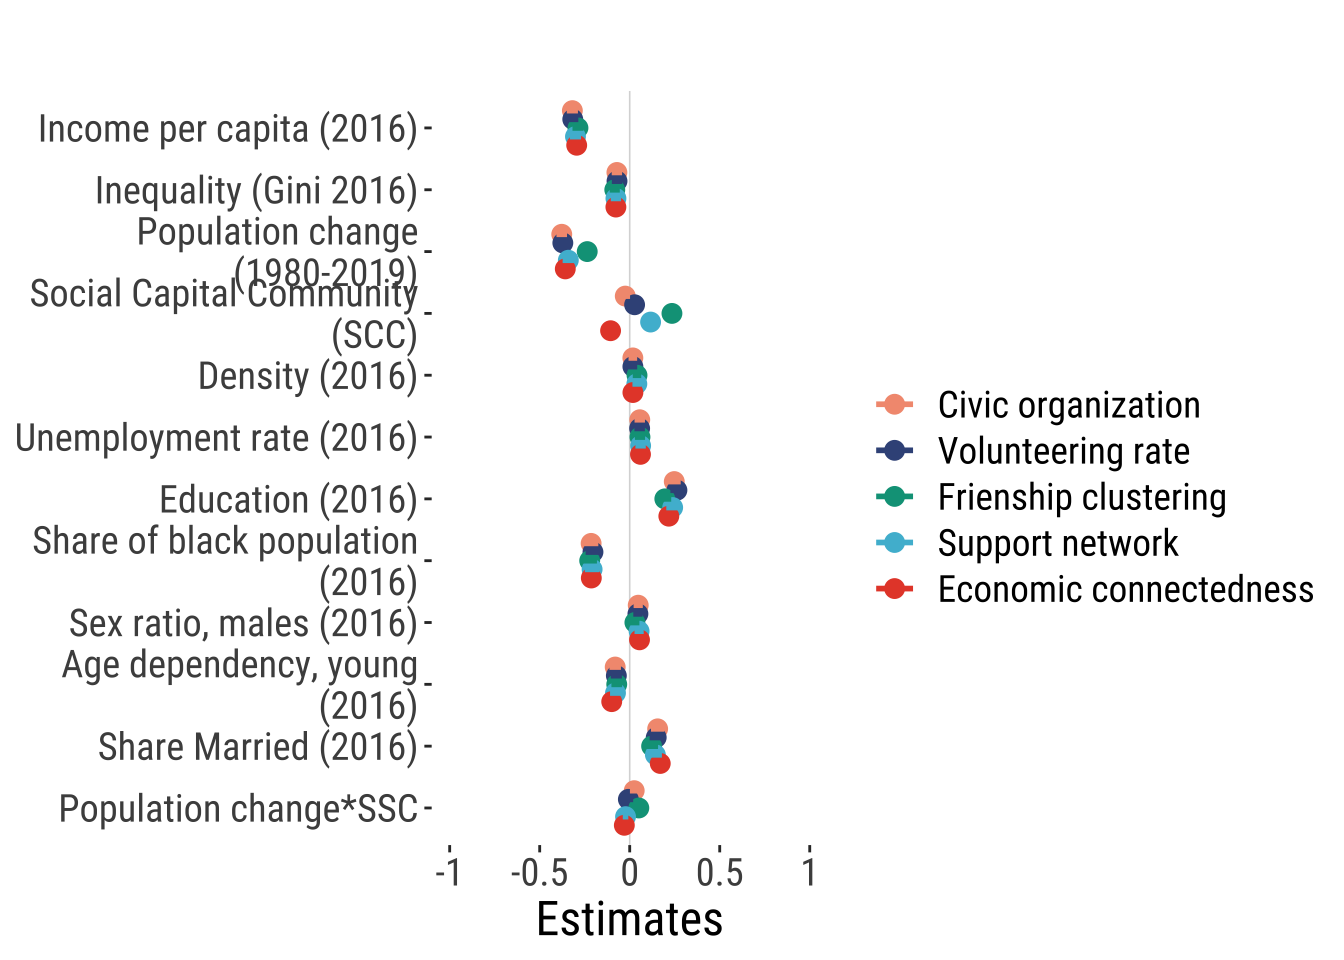 Income per capita (2016)
Inequality (Gini 2016)
Population change
(1980-2019)
Social Capital Community
(SCC)
Density (2016)
Unemployment rate (2016)
Education (2016)
Share of black population
(2016)
Sex ratio, males (2016)
Age dependency, young
(2016)
Share Married (2016)
Population change*SSC
-1
-0.5
0
0.5
1
Estimates
Civic organization
Volunteering rate
Frienship clustering
Support network
Economic connectedness